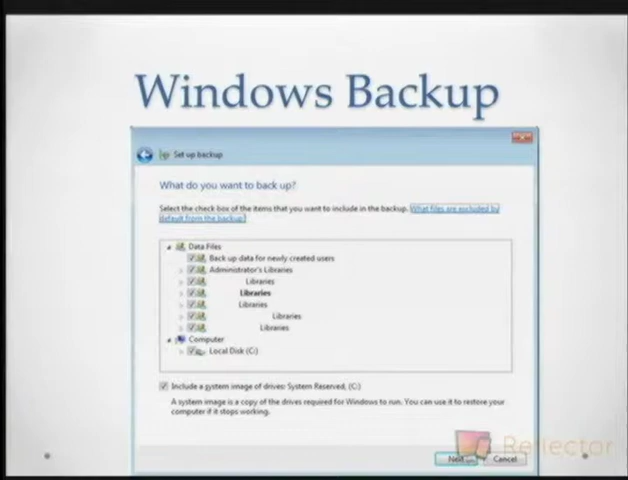 Windows Backup
Set up backup
What do you want to back up?
Select the check box of the items that you want to include in the backup. What files are excluded by
default from the backup?
Data Files
Back up data for newly created users
Administrator's Libraries
Libraries
Libraries
Libraries
Libraries
Libraries
Computer
Local Disk (C:)
Include a system image of drives: System Reserved, (C:)
A system image is a copy of the drives required for Windows to run. You can use it to restore your
computer if it stops working.
Next
Cancel
Reflector